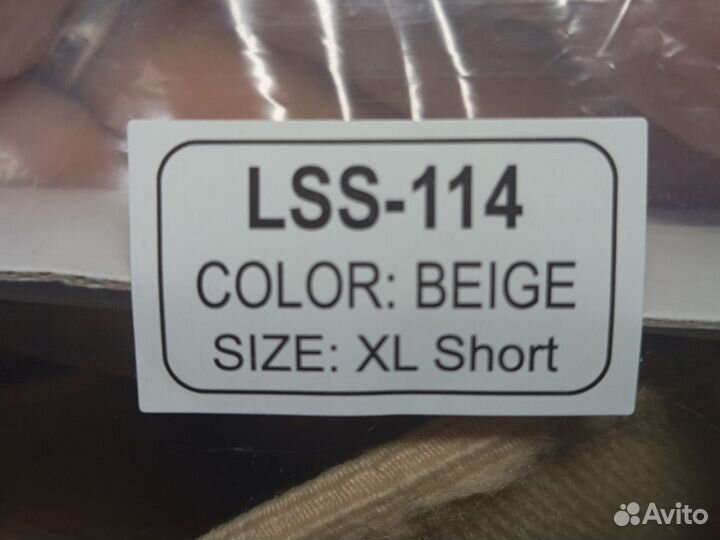 LSS-114
COLOR: BEIGE
SIZE: XL Short
Avito